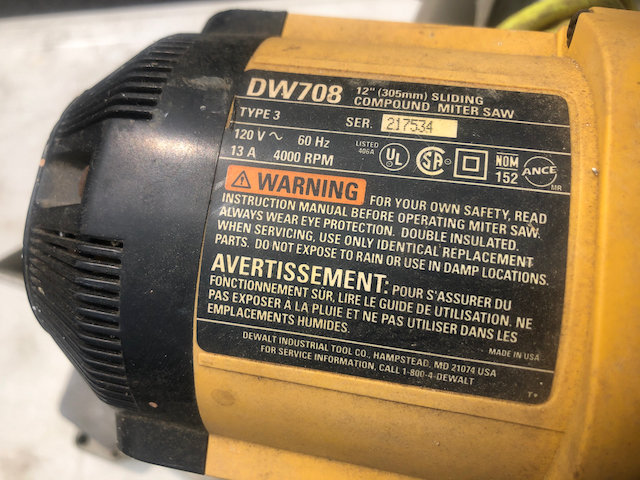 DW708 12" (305mm) SLIDING
COMPOUND MITER SAW
TYPE 3 SER. 217534
120 V ~ 60 Hz
13 A 4000 RPM
LISTED
406A
UL
SA
NOM
152
ANCE
MR
⚠ WARNING FOR YOUR OWN SAFETY, READ
INSTRUCTION MANUAL BEFORE OPERATING MITER SAW.
ALWAYS WEAR EYE PROTECTION. DOUBLE INSULATED.
WHEN SERVICING, USE ONLY IDENTICAL REPLACEMENT
PARTS. DO NOT EXPOSE TO RAIN OR USE IN DAMP LOCATIONS.
AVERTISSEMENT: POUR S'ASSURER DU
FONCTIONNEMENT SÛR, LIRE LE GUIDE DE UTILISATION. NE
PAS EXPOSER À LA PLUIE ET NE PAS UTILISER DANS LES
EMPLACEMENTS HUMIDES.
MADE IN USA
DEWALT INDUSTRIAL TOOL CO., HAMPSTEAD, MD 21074 USA
FOR SERVICE INFORMATION, CALL 1-800-4-DEWALT